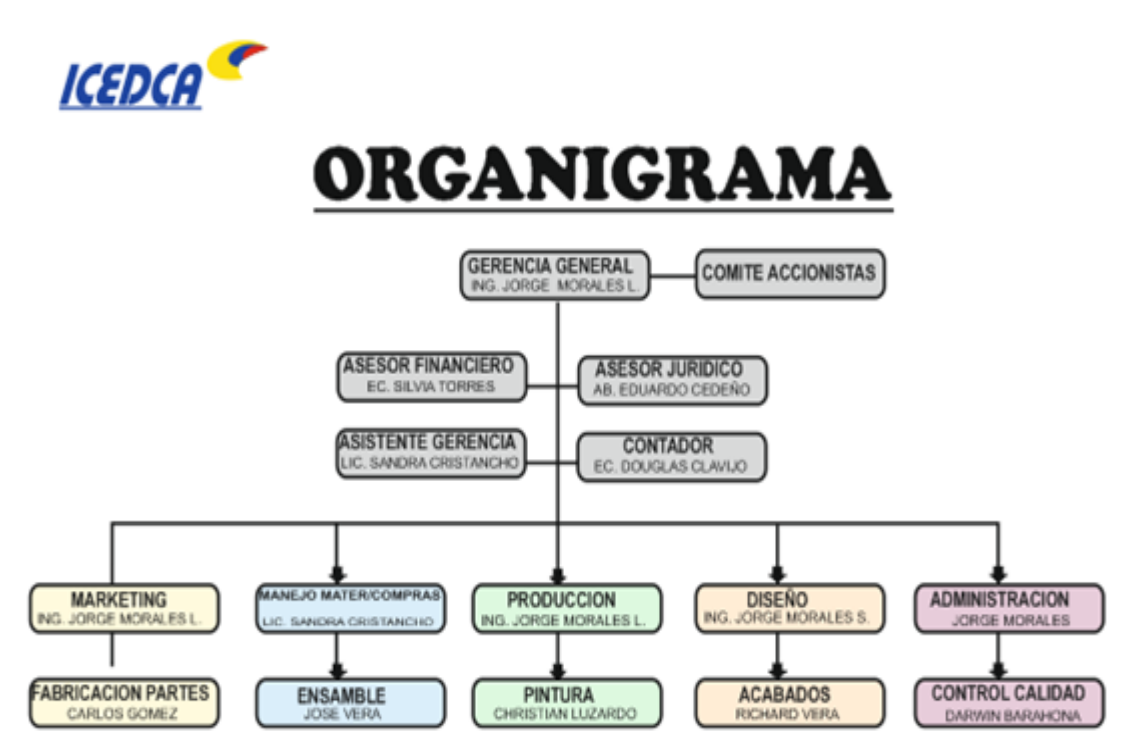 ICEDCA
ORGANIGRAMA
GERENCIA GENERAL
ING. JORGE MORALES L.
COMITE ACCIONISTAS
ASESOR FINANCIERO
EC. SILVIA TORRES
ASESOR JURIDICO
AB. EDUARDO CEDEÑO
ASISTENTE GERENCIA
LIC. SANDRA CRISTANCHO
CONTADOR
EC. DOUGLAS CLAVIJO
MARKETING
ING. JORGE MORALES L.
MANEJO MATER/COMPRAS
LIC. SANDRA CRISTANCHO
PRODUCCION
ING. JORGE MORALES L.
DISEÑO
ING. JORGE MORALES S.
ADMINISTRACION
JORGE MORALES
FABRICACION PARTES
CARLOS GOMEZ
ENSAMBLE
JOSE VERA
PINTURA
CHRISTIAN LUZARDO
ACABADOS
RICHARD VERA
CONTROL CALIDAD
DARWIN BARAHONA